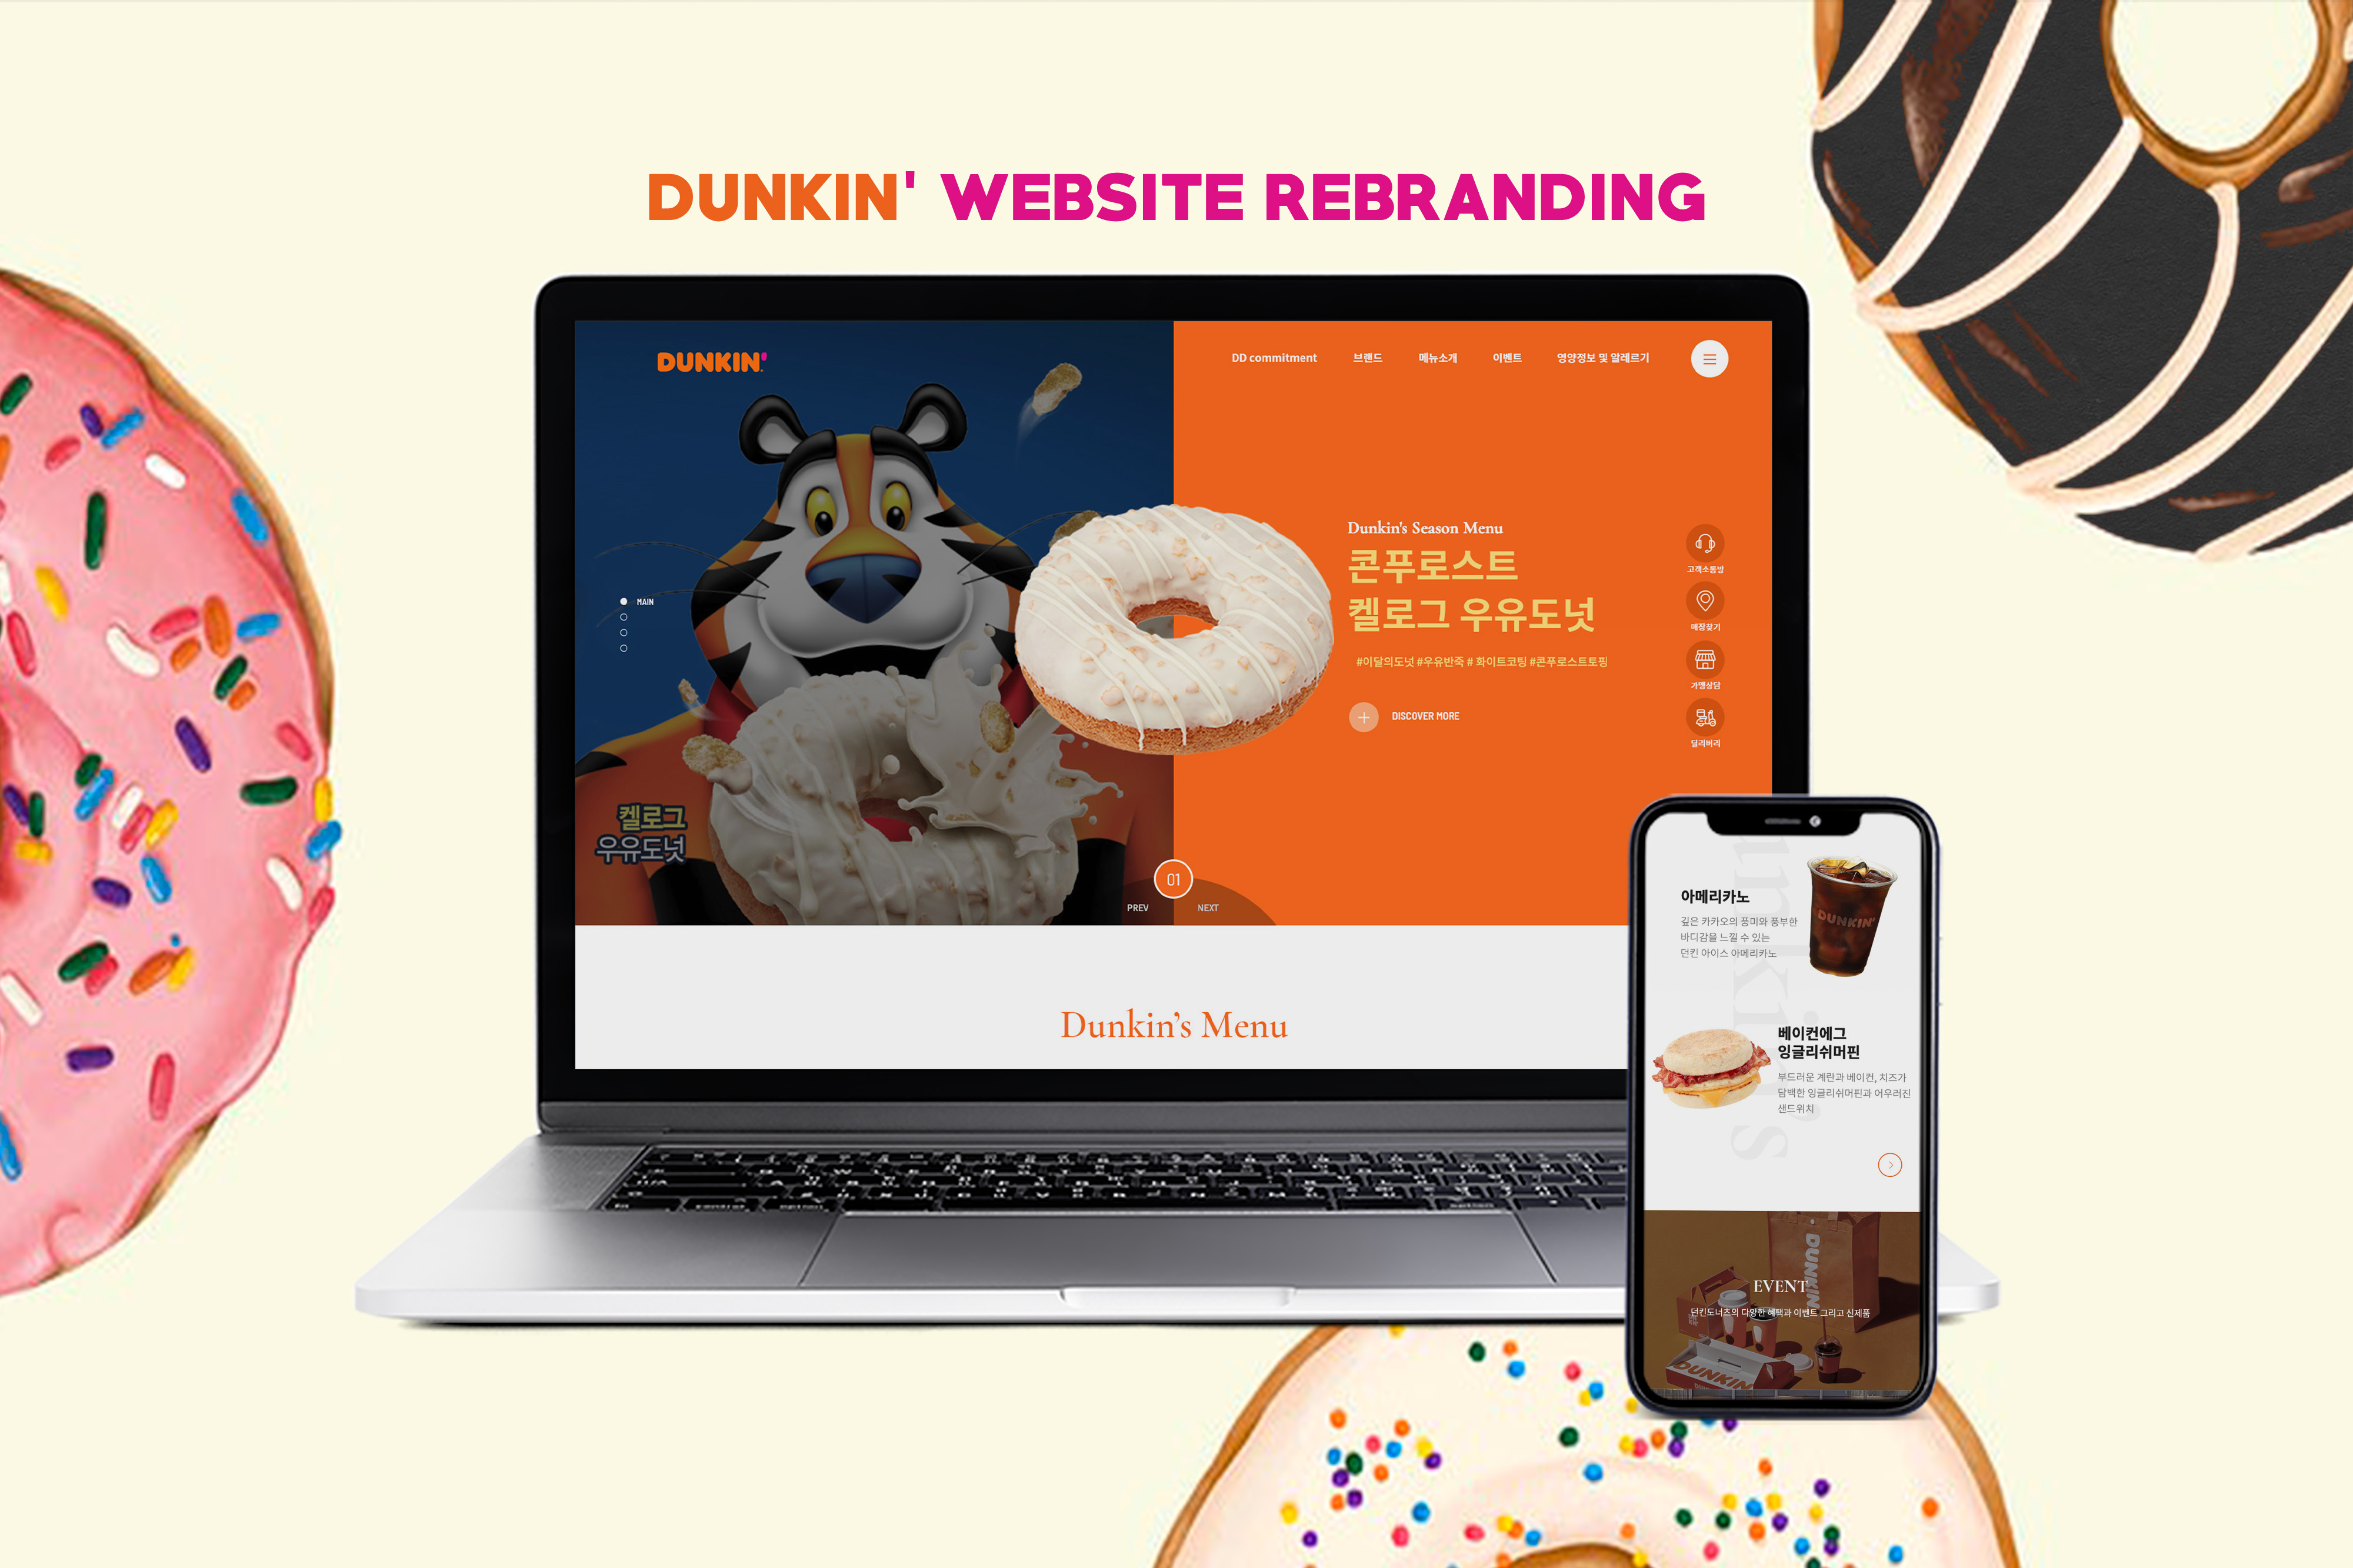 DUNKIN' WEBSITE REBRANDING
DUNKIN'
DD commitment 브랜드 메뉴소개 이벤트 영양정보 및 알레르기
Dunkin's Season Menu
콘푸로스트
켈로그 우유도넛
#이달의도넛 #우유반죽 # 화이트코팅 #콘푸로스트토핑
DISCOVER MORE
고객소통방
매장찾기
가맹상담
딜리버리
MAIN
켈로그
우유도넛
01
PREV NEXT
Dunkin's Menu
unkin's
아메리카노
깊은 카카오의 풍미와 풍부한
바디감을 느낄 수 있는
던킨 아이스 아메리카노
DUNKIN'
베이컨에그
잉글리쉬머핀
부드러운 계란과 베이컨, 치즈가
담백한 잉글리쉬머핀과 어우러진
샌드위치
DUNKIN'
EVENT
던킨도너츠의 다양한 혜택과 이벤트 그리고 신제품
DUNKIN'